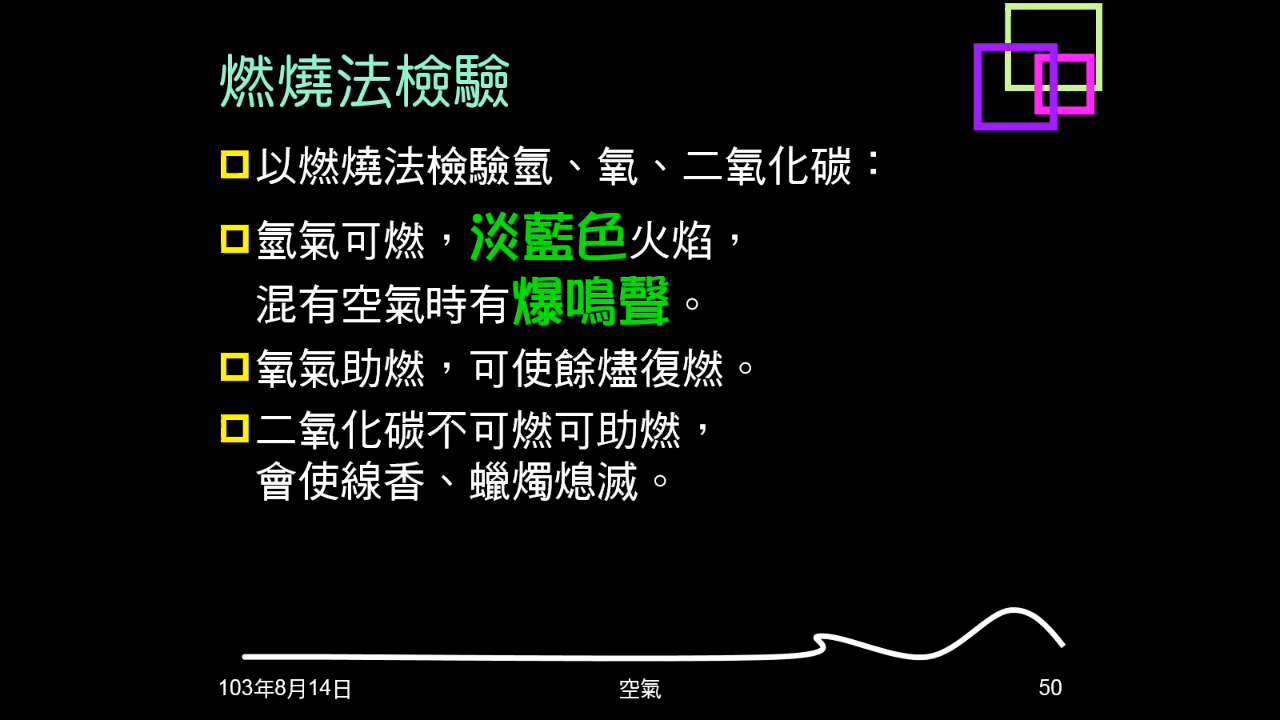 燃燒法檢驗
以燃燒法檢驗氫、氧、二氧化碳：
氫氣可燃，淡藍色火焰，
混有空氣時有爆鳴聲。
氧氣助燃，可使餘燼復燃。
二氧化碳不可燃可助燃，
會使線香、蠟燭熄滅。
103年8月14日
空氣
50